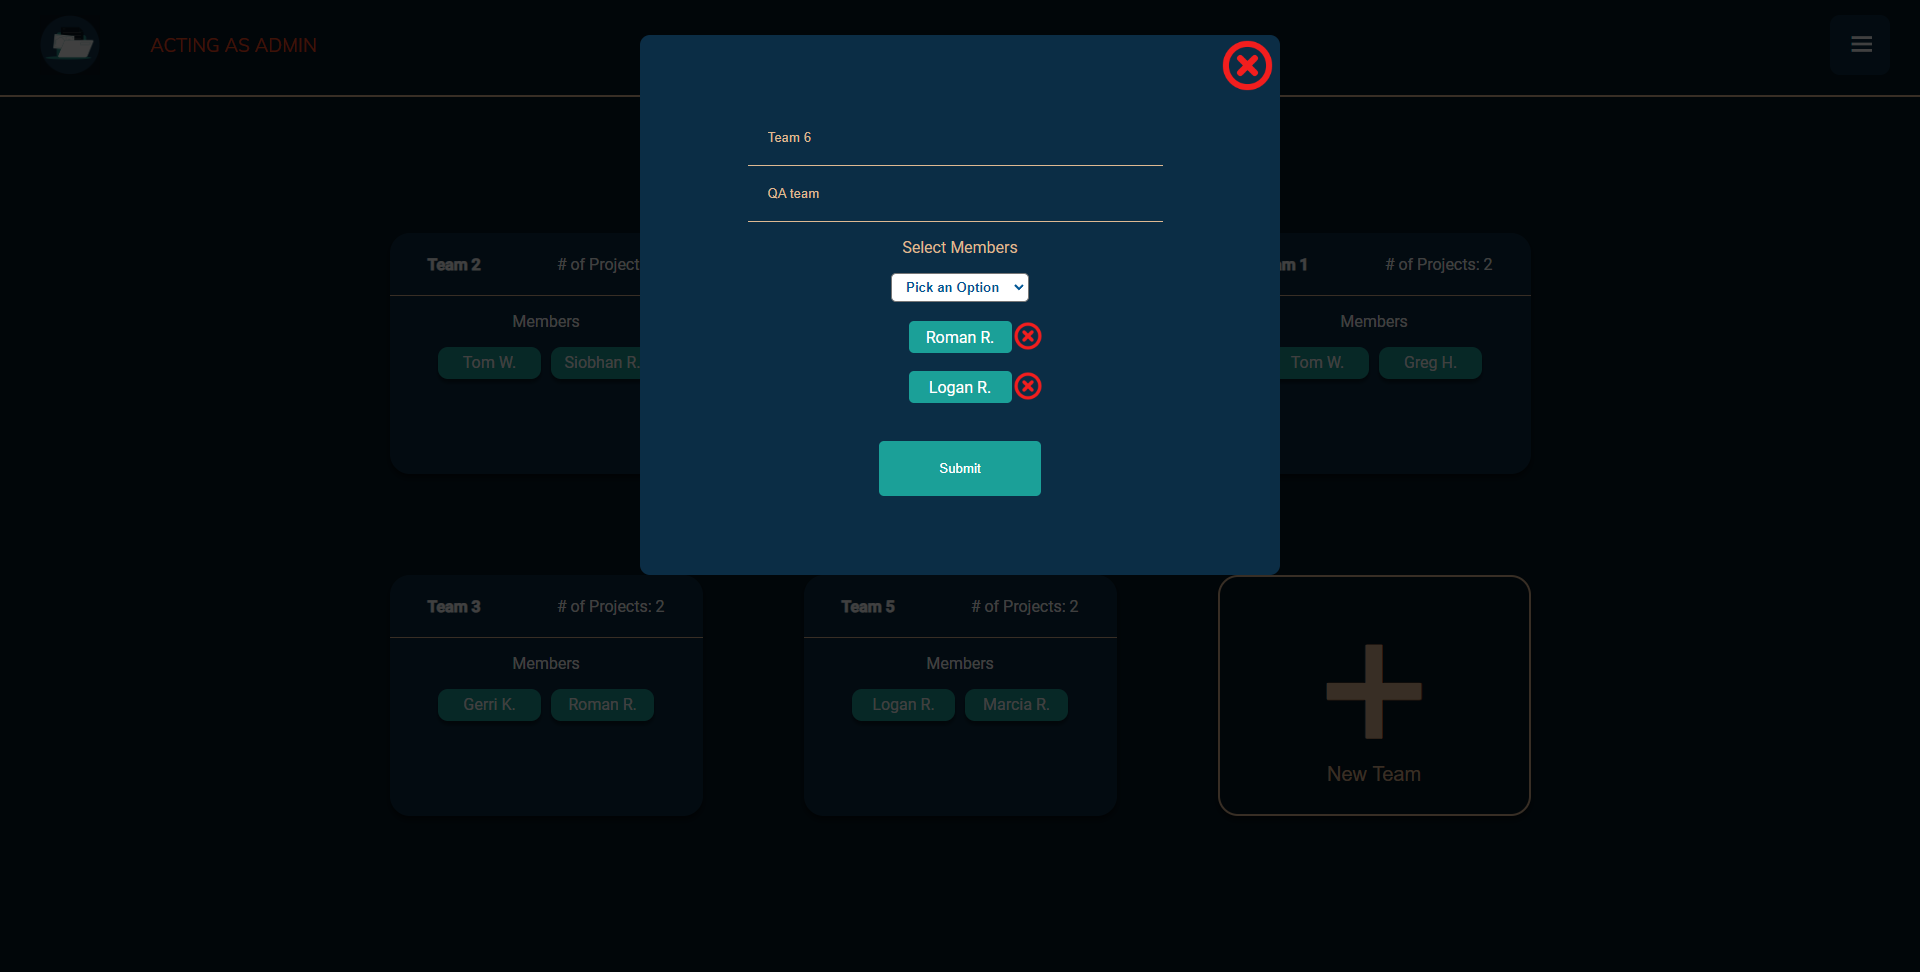 ACTING AS ADMIN
Team 6
QA team
Select Members
Pick an Option
Roman R.
Logan R.
Submit
Team 2 # of Project
Members
Tom W. Siobhan R.
m 1 # of Projects: 2
Members
Tom W. Greg H.
Team 3 # of Projects: 2
Members
Gerri K. Roman R.
Team 5 # of Projects: 2
Members
Logan R. Marcia R.
New Team